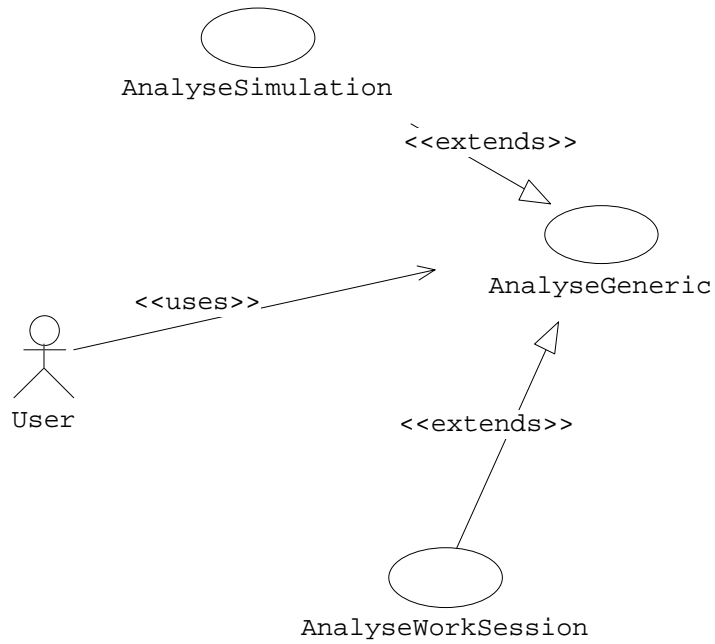 AnalyseSimulation
<<extends>>
AnalyseGeneric
<<uses>>
User
<<extends>>
AnalyseWorkSession